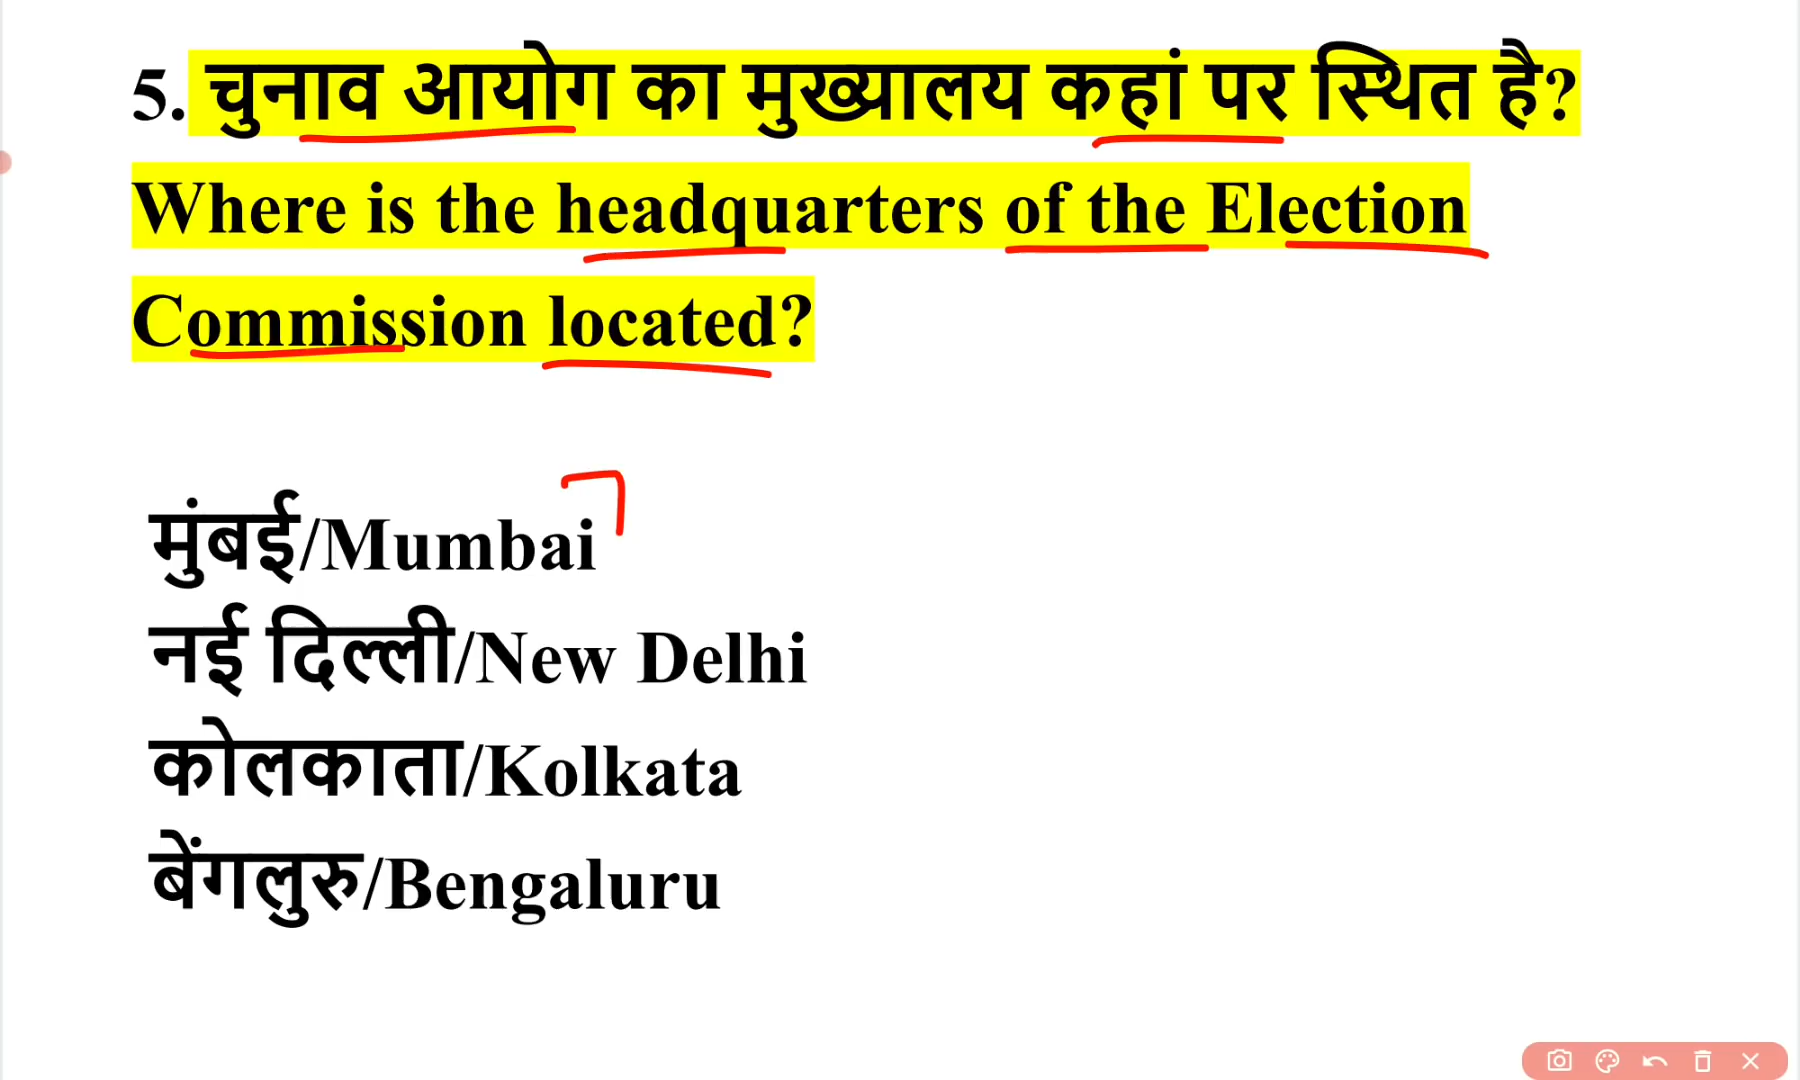 5. चुनाव आयोग का मुख्यालय कहां पर स्थित है?
Where is the headquarters of the Election
Commission located?
मुंबई/Mumbai
नई दिल्ली/New Delhi
कोलकाता/Kolkata
बेंगलुरु/Bengaluru